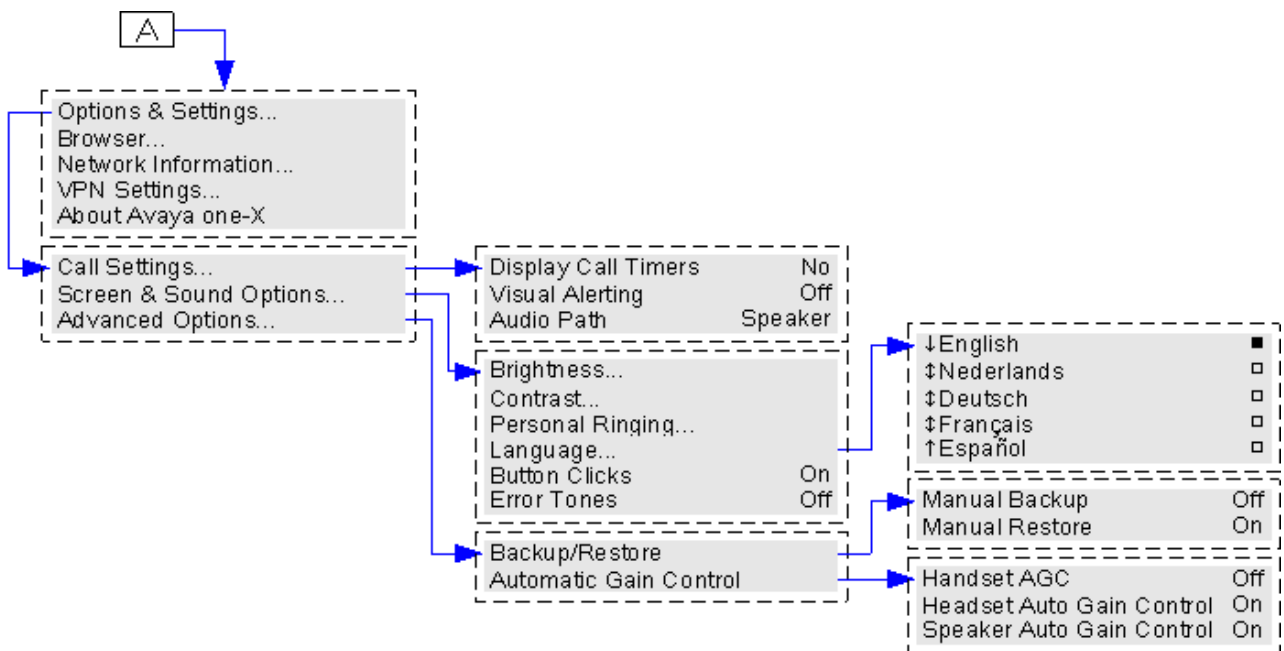 A
Options & Settings...
Browser...
Network Information...
VPN Settings...
About Avaya one-X
Call Settings...
Screen & Sound Options...
Advanced Options...
Display Call Timers No
Visual Alerting Off
Audio Path Speaker
Brightness...
Contrast...
Personal Ringing...
Language...
Button Clicks On
Error Tones Off
Backup/Restore
Automatic Gain Control
↓English ■
↕Nederlands □
↕Deutsch □
↕Français □
↑Español □
Manual Backup Off
Manual Restore On
Handset AGC Off
Headset Auto Gain Control On
Speaker Auto Gain Control On